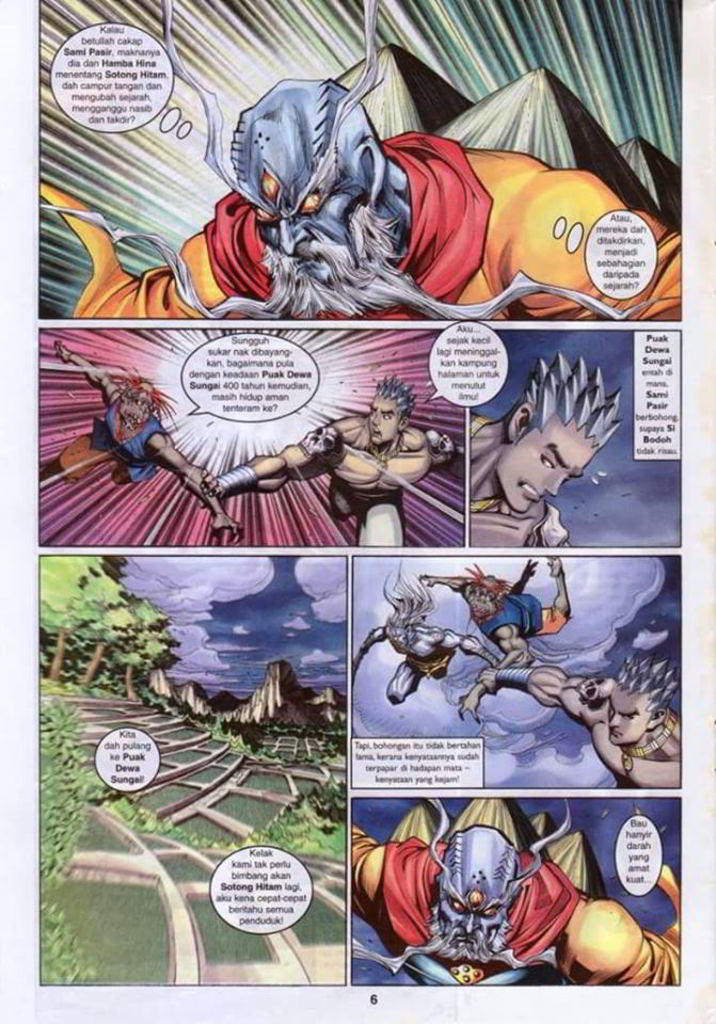 Kalau
betullah cakap
Sami Pasir, maknanya
dia dan Hamba Hina
menentang Sotong Hitam,
dah campur tangan dan
mengubah sejarah,
mengganggu nasib
dan takdir?
Atau,
mereka dah
ditakdirkan,
menjadi
sebahagian
daripada
sejarah?
Sungguh
sukar nak dibayang-
kan, bagaimana pula
dengan keadaan Puak Dewa
Sungai 400 tahun kemudian,
masih hidup aman
tenteram ke?
Aku...
sejak kecil
lagi meninggal-
kan kampung
halaman untuk
menutut
ilmu!
Puak
Dewa
Sungai
entah di
mana,
Sami
Pasir
berbohong,
supaya Si
Bodoh
tidak risau.
Kita
dah pulang
ke Puak
Dewa
Sungai!
Kelak
kami tak perlu
bimbang akan
Sotong Hitam lagi,
aku kena cepat-cepat
beritahu semua
penduduk!
Tapi, bohongan itu tidak bertahan
lama, kerana kenyataannya sudah
terpapar di hadapan mata –
kenyataan yang kejam!
Bau
hanyir
darah
yang
amat
kuat...
6